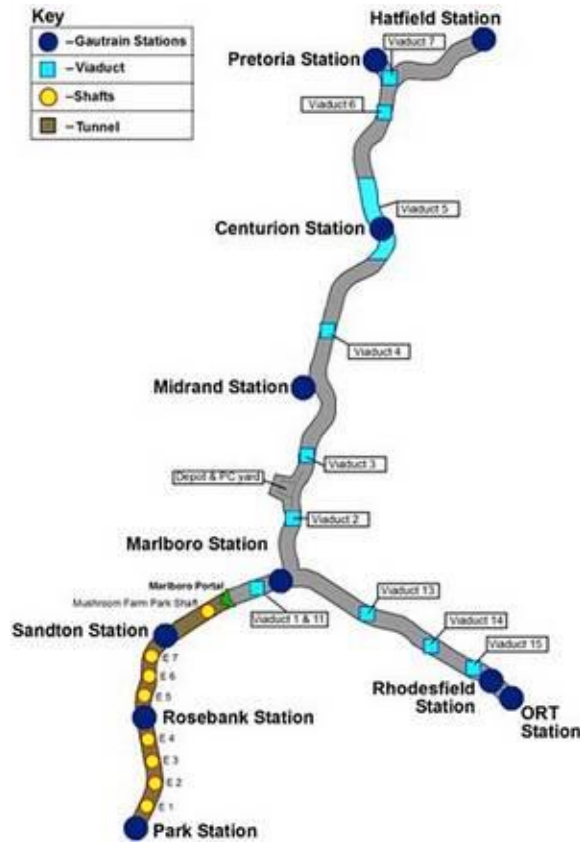 Key
–Gautrain Stations
–Viaduct
–Shafts
–Tunnel
Hatfield Station
Viaduct 7
Pretoria Station
Viaduct 6
Viaduct 5
Centurion Station
Viaduct 4
Midrand Station
Viaduct 3
Depot & PC yard
Viaduct 2
Marlboro Station
Marlboro Portal
Mushroom Farm Park Shaft
Viaduct 1 & 11
Viaduct 13
Viaduct 14
Viaduct 15
Sandton Station
E 7
E 6
E 5
Rhodesfield
Station
ORT
Station
Rosebank Station
E 4
E 3
E 2
E 1
Park Station